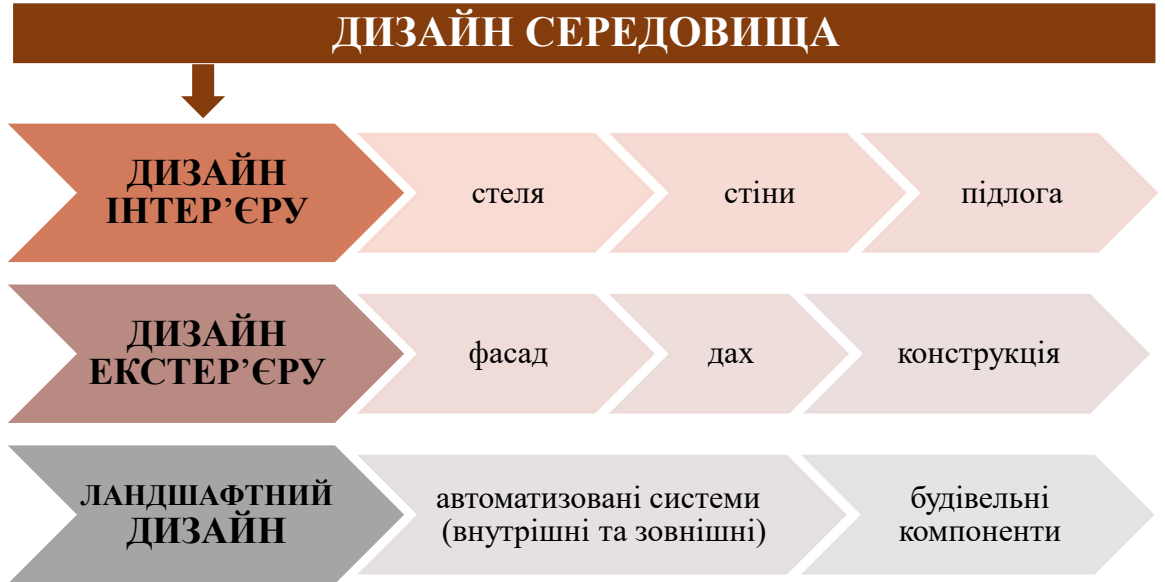 ДИЗАЙН СЕРЕДОВИЩА
ДИЗАЙН
ІНТЕР’ЄРУ
стеля
стіни
підлога
ДИЗАЙН
ЕКСТЕР’ЄРУ
фасад
дах
конструкція
ЛАНДШАФТНИЙ
ДИЗАЙН
автоматизовані системи
(внутрішні та зовнішні)
будівельні
компоненти